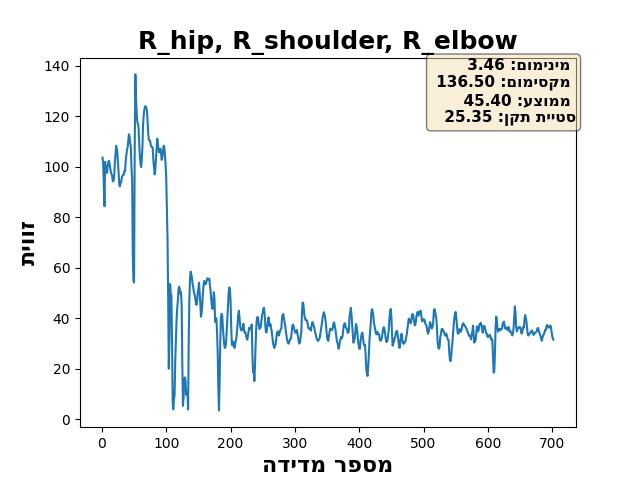 R_hip, R_shoulder, R_elbow
מינימום: 3.46
מקסימום: 136.50
ממוצע: 45.40
סטיית תקן: 25.35
140
120
100
80
60
40
20
0
זווית
0 100 200 300 400 500 600 700
מספר מדידה